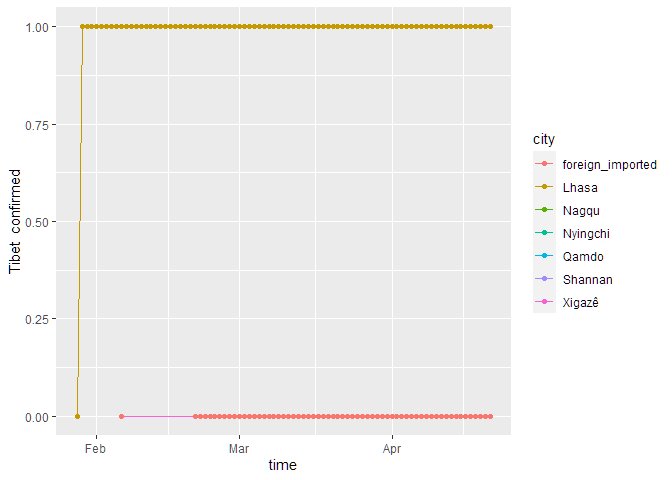 1.00
0.75
0.50
0.25
0.00
Tibet confirmed
Feb
Mar
Apr
time
city
foreign_imported
Lhasa
Nagqu
Nyingchi
Qamdo
Shannan
Xigazê